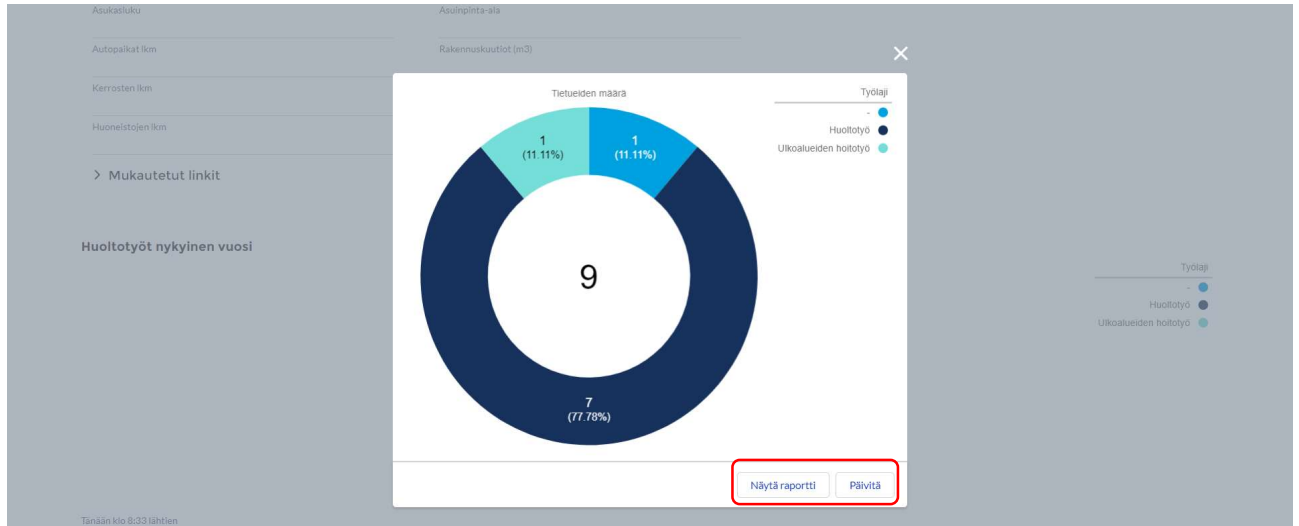 Asukasluku
Asuinpinta-ala
Autopaikat lkm
Rakennuskuutiot (m3)
Kerrosten lkm
Huoneistojen lkm
Mukautetut linkit
Huoltotyöt nykyinen vuosi
Tietueiden määrä
Työlaji
-
Huoltotyö
Ulkoalueiden hoitotyö
1
(11.11%)
1
(11.11%)
9
7
(77.78%)
Näytä raportti
Päivitä
Työlaji
-
Huoltotyö
Ulkoalueiden hoitotyö
Tänään klo 8:33 lähtien